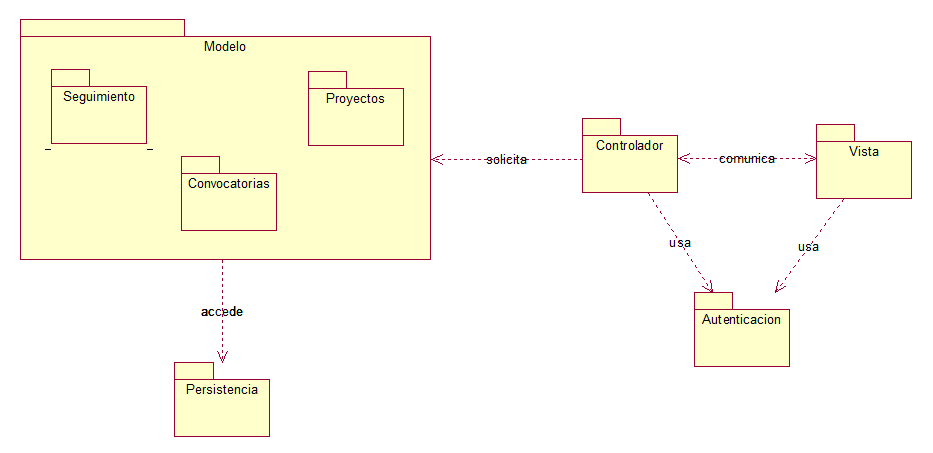 Modelo
Seguimiento
Proyectos
Convocatorias
solicita
Controlador
comunica
Vista
usa
usa
Autenticacion
accede
Persistencia